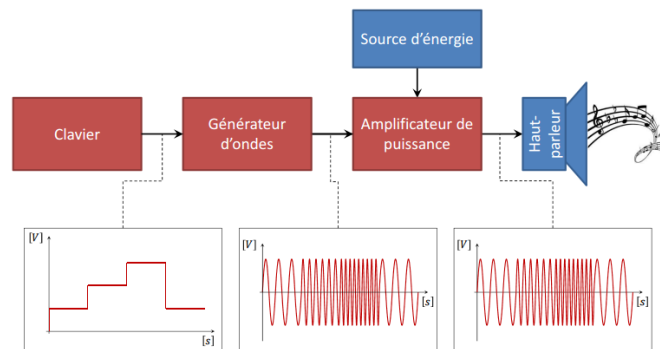 Source d'énergie
Clavier
Générateur
d'ondes
Amplificateur de
puissance
Haut-
parleur
[V]
[s]
[V]
[s]
[V]
[s]